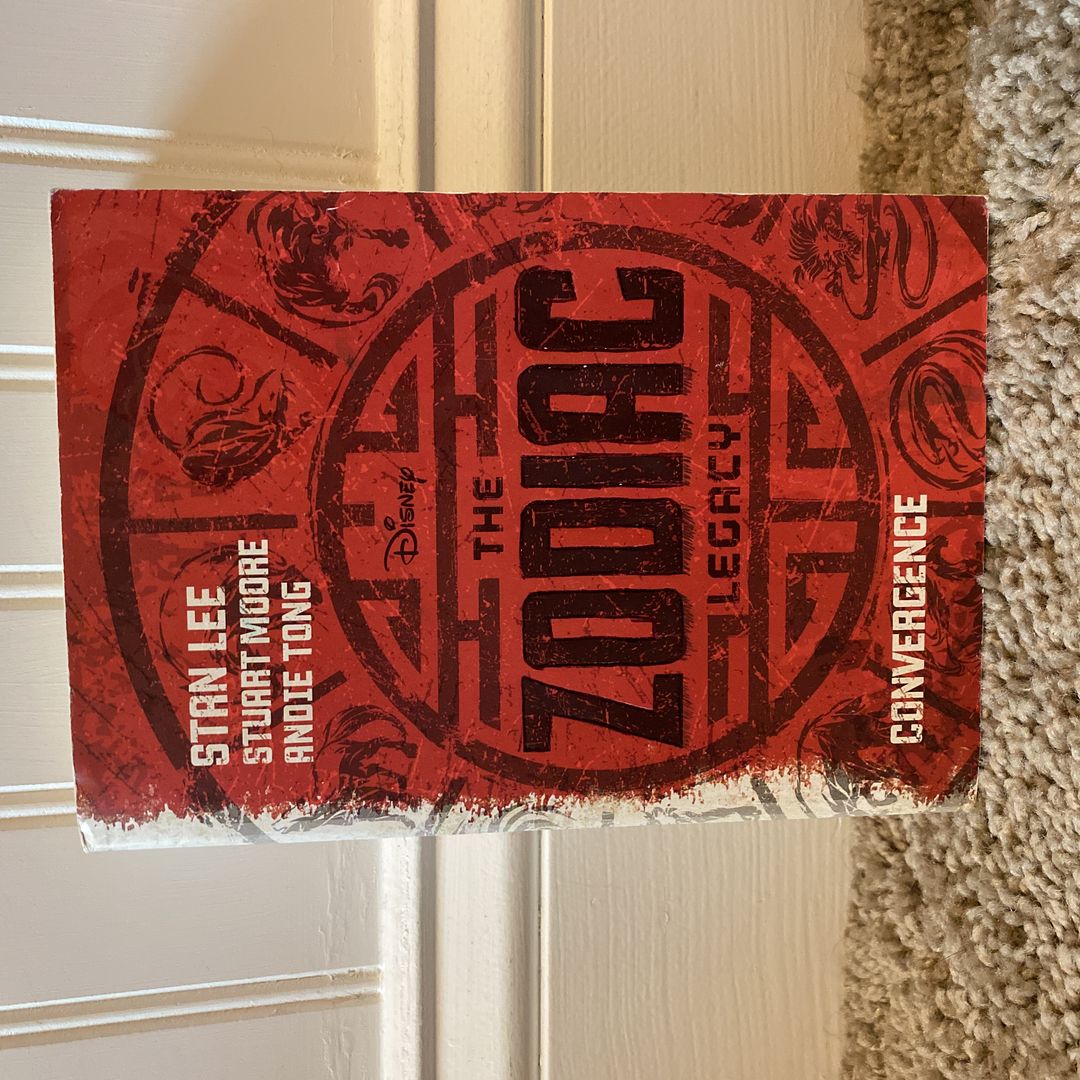 STAN LEE
STUART MOORE
ANDIE TONG
DISNEY
THE
ZODIAC
LEGACY
CONVERGENCE